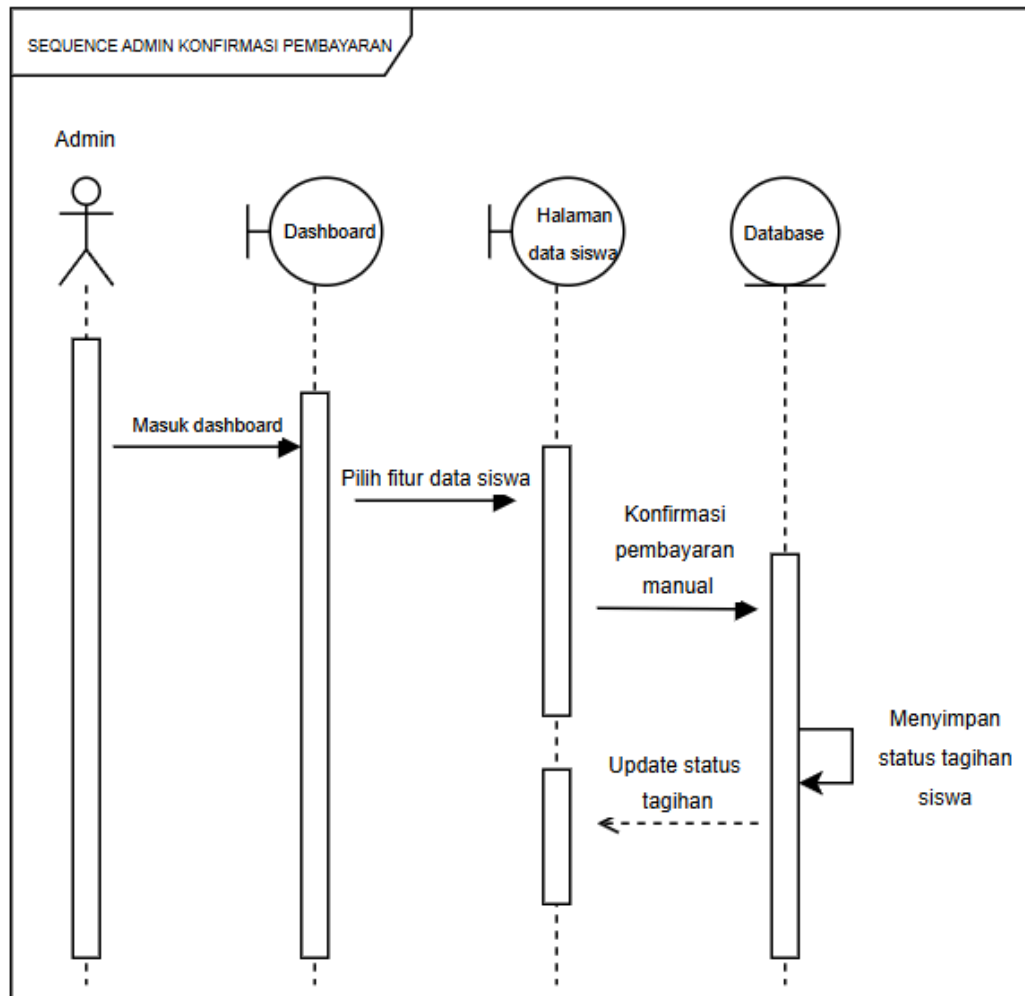 SEQUENCE ADMIN KONFIRMASI PEMBAYARAN
Admin
Dashboard
Halaman
data siswa
Database
Masuk dashboard
Pilih fitur data siswa
Konfirmasi
pembayaran
manual
Menyimpan
status tagihan
siswa
Update status
tagihan